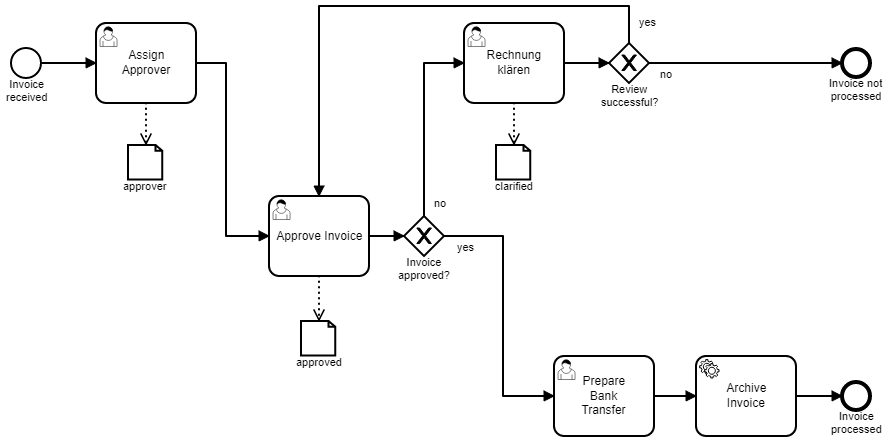 yes
Assign
Approver
Rechnung
klären
no
Invoice
received
Review
successful?
Invoice not
processed
approver
clarified
no
Approve Invoice
yes
Invoice
approved?
approved
Prepare
Bank
Transfer
Archive
Invoice
Invoice
processed